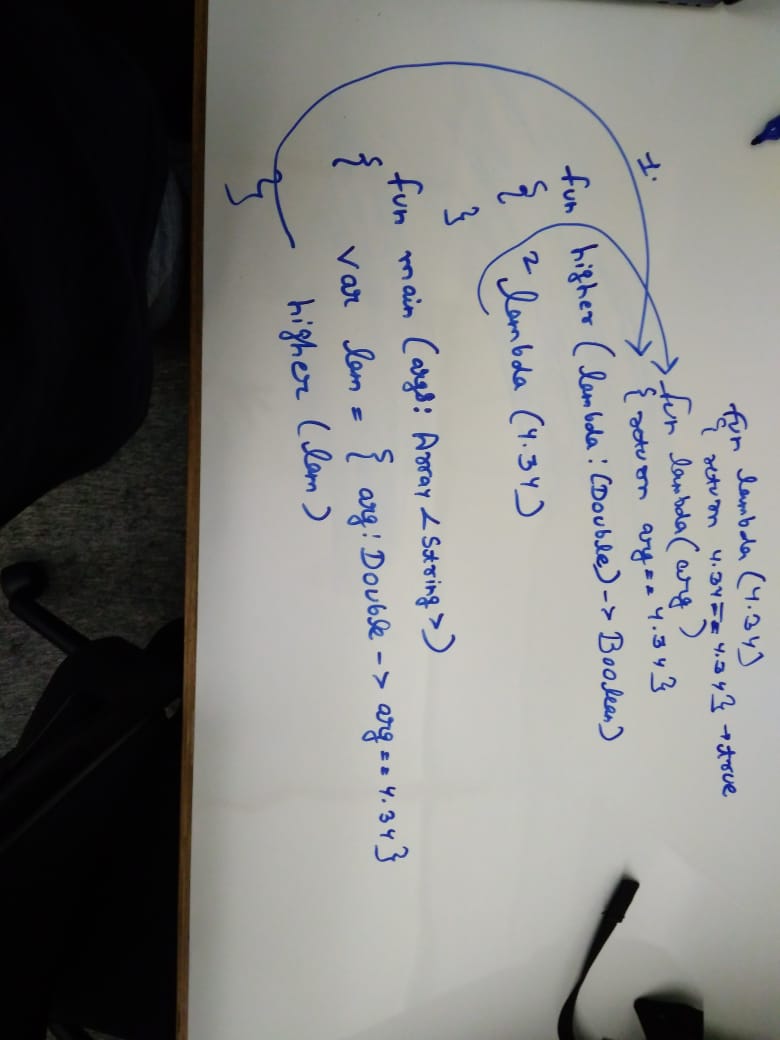 fun lambda (4.34)
{ return 4.34 == 4.34} → true
fun lambda (arg)
{ return arg == 4.34}
1.
fun higher (lambda: (Double) -> Boolean)
{
2 lambda (4.34)
}
fun main (args: Array <String>)
{ var lam = { arg: Double -> arg == 4.34}
higher (lam)
}